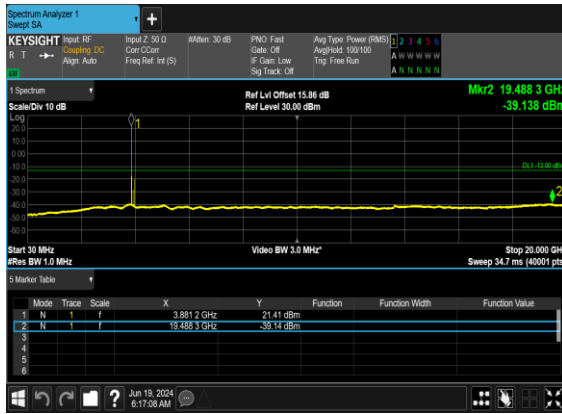 Spectrum Analyzer 1
Swept SA
+
KEYSIGHT Input: RF Input Z: 50 Ω #Atten: 30 dB PNO: Fast Avg Type: Power (RMS) 1 2 3 4 5 6
R T Coupling: DC Corr CCorr Gate: Off Avg|Hold: 100/100 A W W W W W
Align: Auto Freq Ref: Int (S) IF Gain: Low Trig: Free Run
Sig Track: Off A N N N N N
LXI
1 Spectrum Ref Lvl Offset 15.86 dB Mkr2 19.488 3 GHz
Scale/Div 10 dB Ref Level 30.00 dBm -39.138 dBm
Log
20.0
10.0
0.00
-10.0 DL1 -13.00 dBm
-20.0
-30.0
-40.0
-50.0
-60.0
1
2
Start 30 MHz Video BW 3.0 MHz* Stop 20.000 GH
#Res BW 1.0 MHz Sweep 34.7 ms (40001 pts
5 Marker Table
Mode Trace Scale X Y Function Function Width Function Value
1 N 1 f 3.881 2 GHz 21.41 dBm
2 N 1 f 19.488 3 GHz -39.14 dBm
3
4
5
6
? Jun 19, 2024
6:17:08 AM